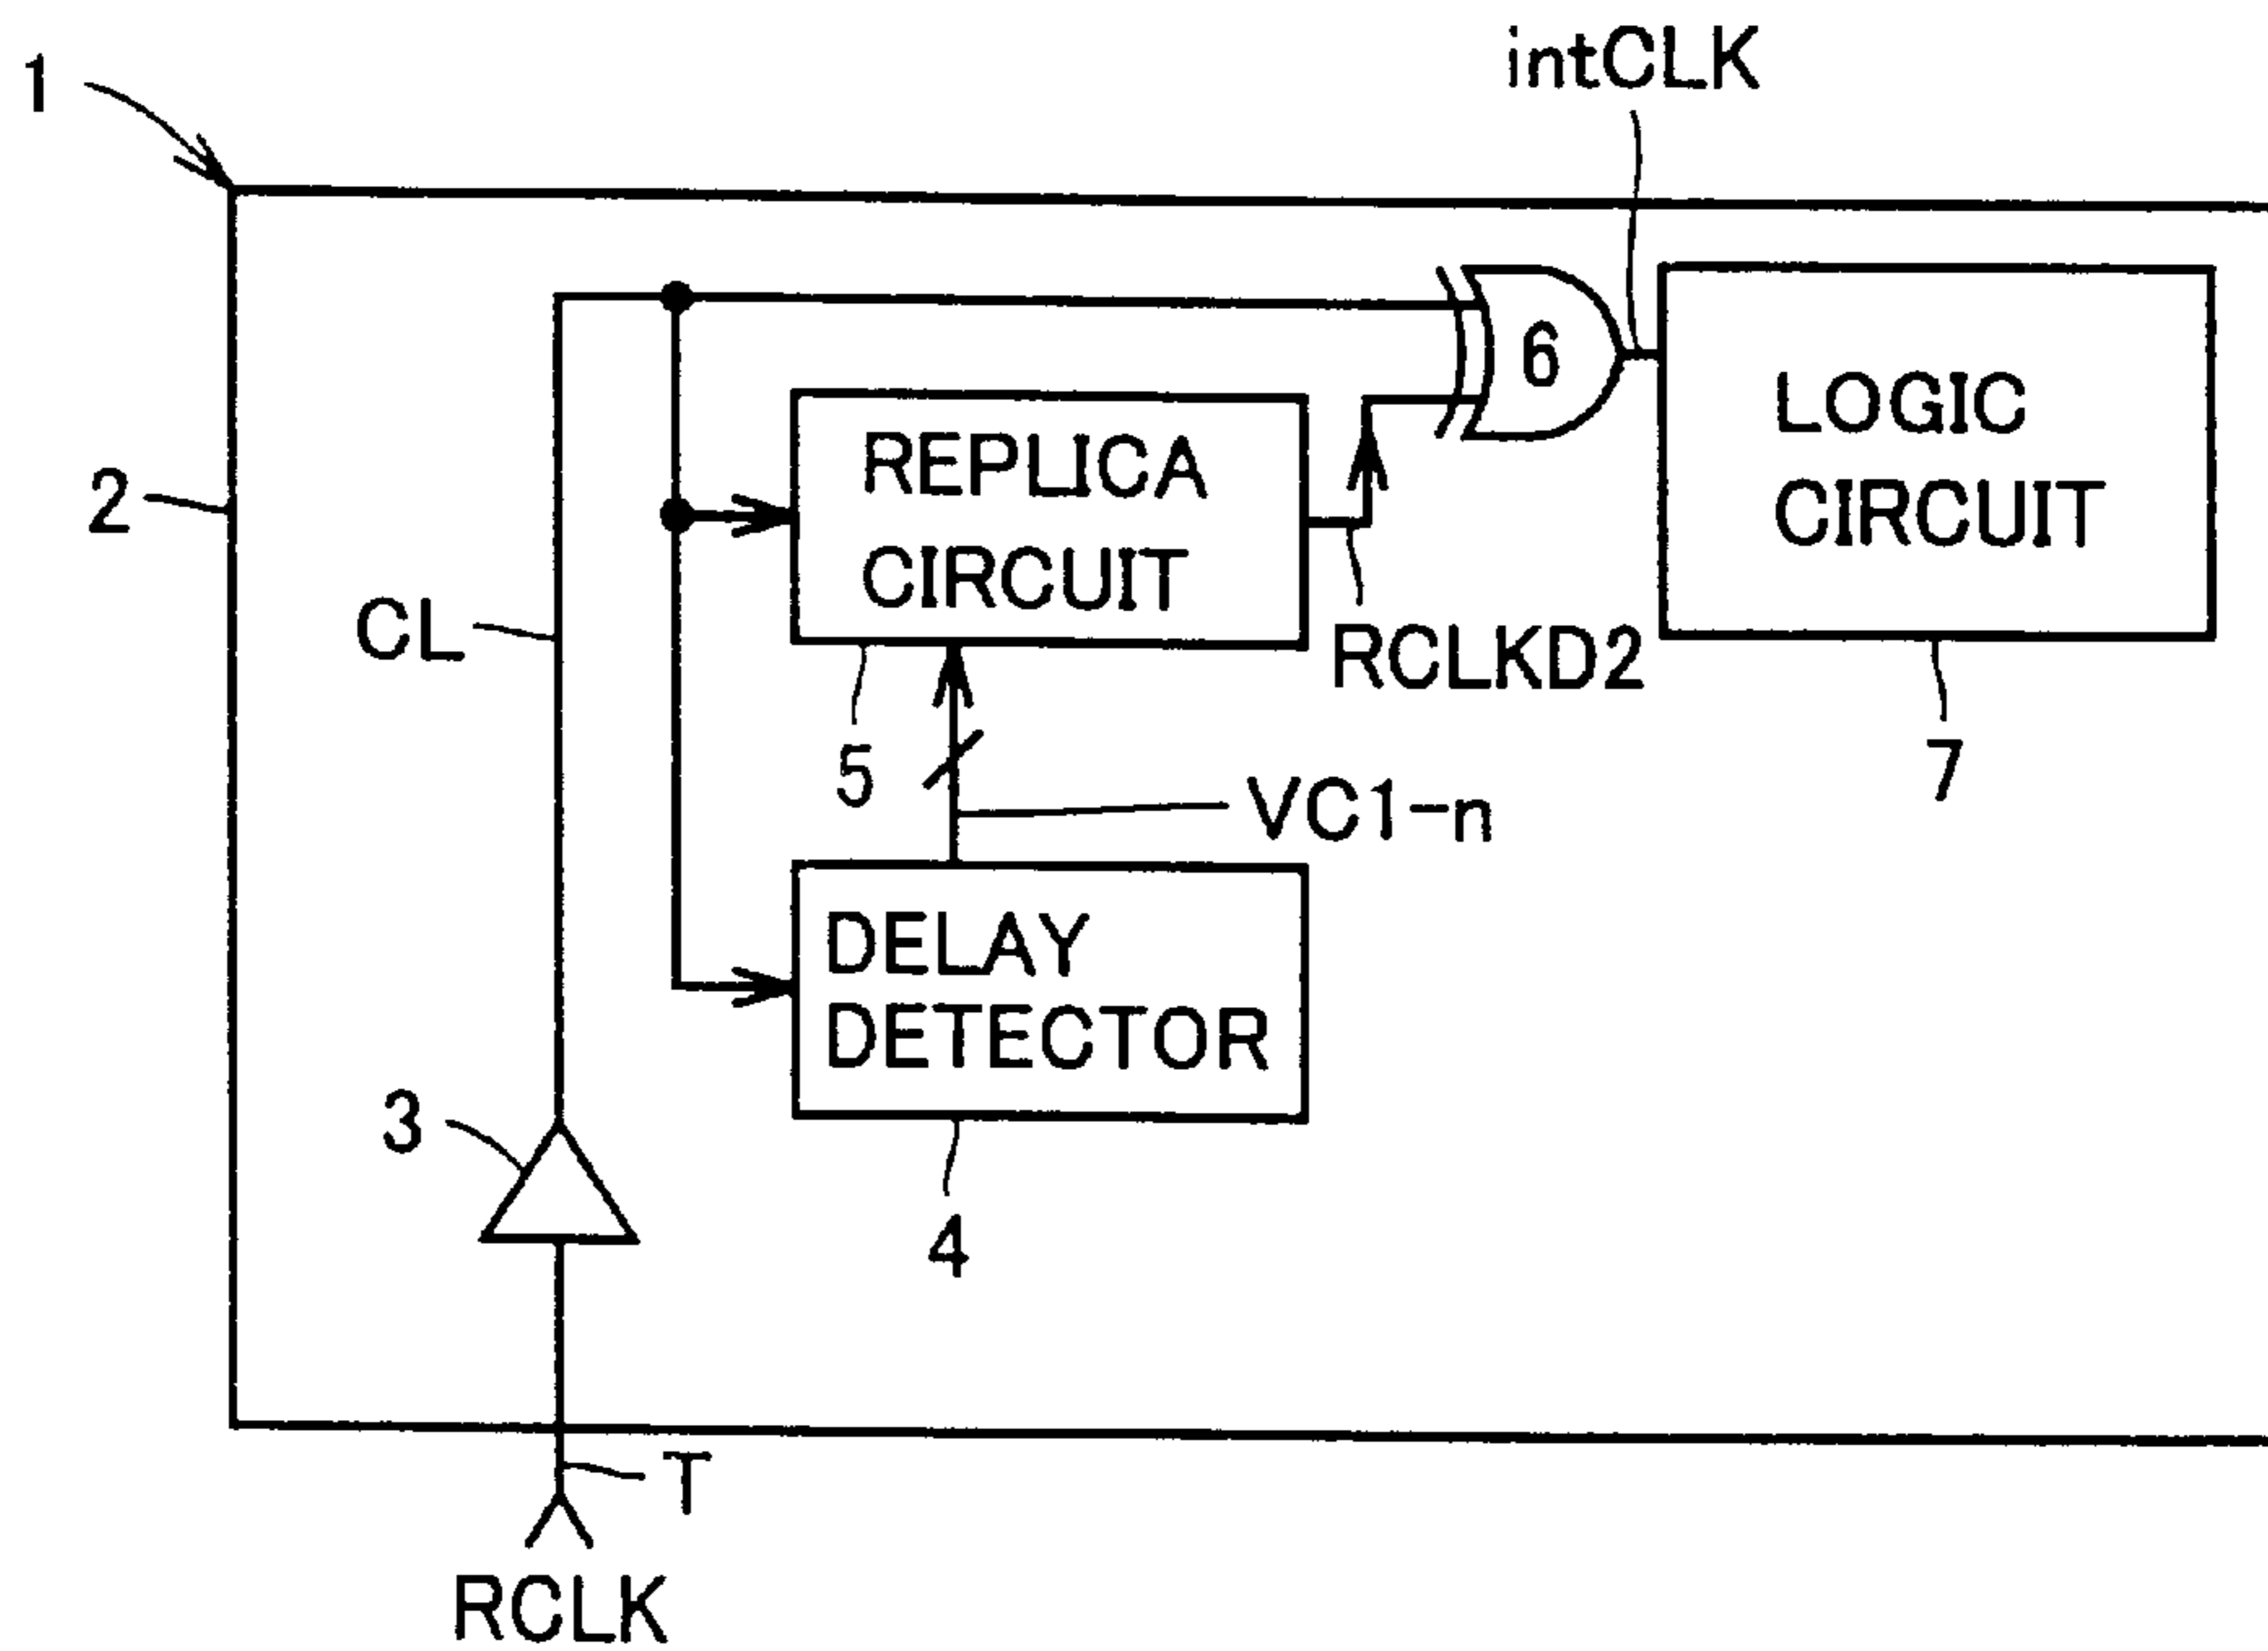 intCLK
1
6
LOGIC
CIRCUIT
REPLICA
CIRCUIT
2
CL
RCLKD2
5
7
VC1-n
DELAY
DETECTOR
3
4
T
RCLK